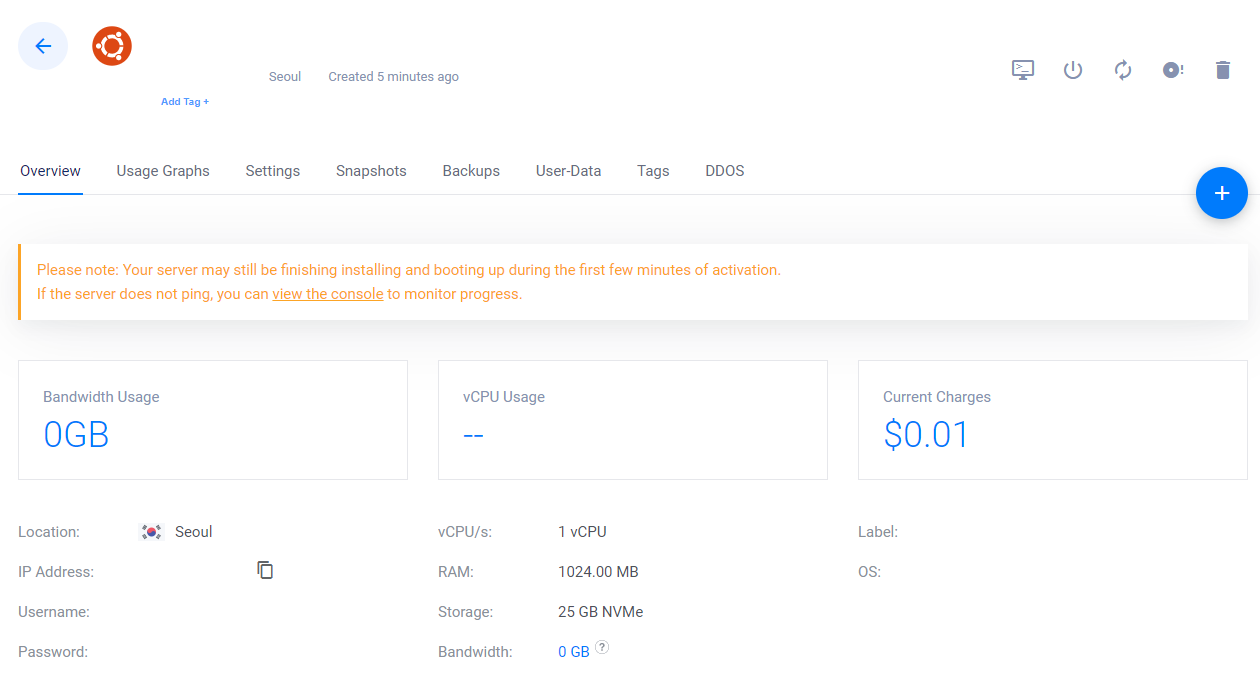 Seoul Created 5 minutes ago
Add Tag +
Overview Usage Graphs Settings Snapshots Backups User-Data Tags DDOS
Please note: Your server may still be finishing installing and booting up during the first few minutes of activation.
If the server does not ping, you can view the console to monitor progress.
Bandwidth Usage
0GB
vCPU Usage
--
Current Charges
$0.01
Location: Seoul
IP Address:
Username:
Password:
vCPU/s: 1 vCPU
RAM: 1024.00 MB
Storage: 25 GB NVMe
Bandwidth: 0 GB ?
Label:
OS: